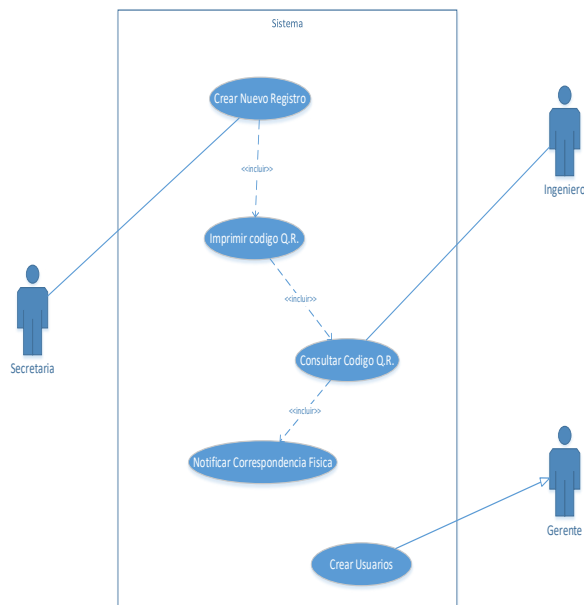 Sistema
Crear Nuevo Registro
<<incluir>>
Ingeniero
Imprimir codigo Q.R.
<<incluir>>
Secretaria
Consultar Codigo Q.R.
<<incluir>>
Notificar Correspondencia Fisica
Gerente
Crear Usuarios